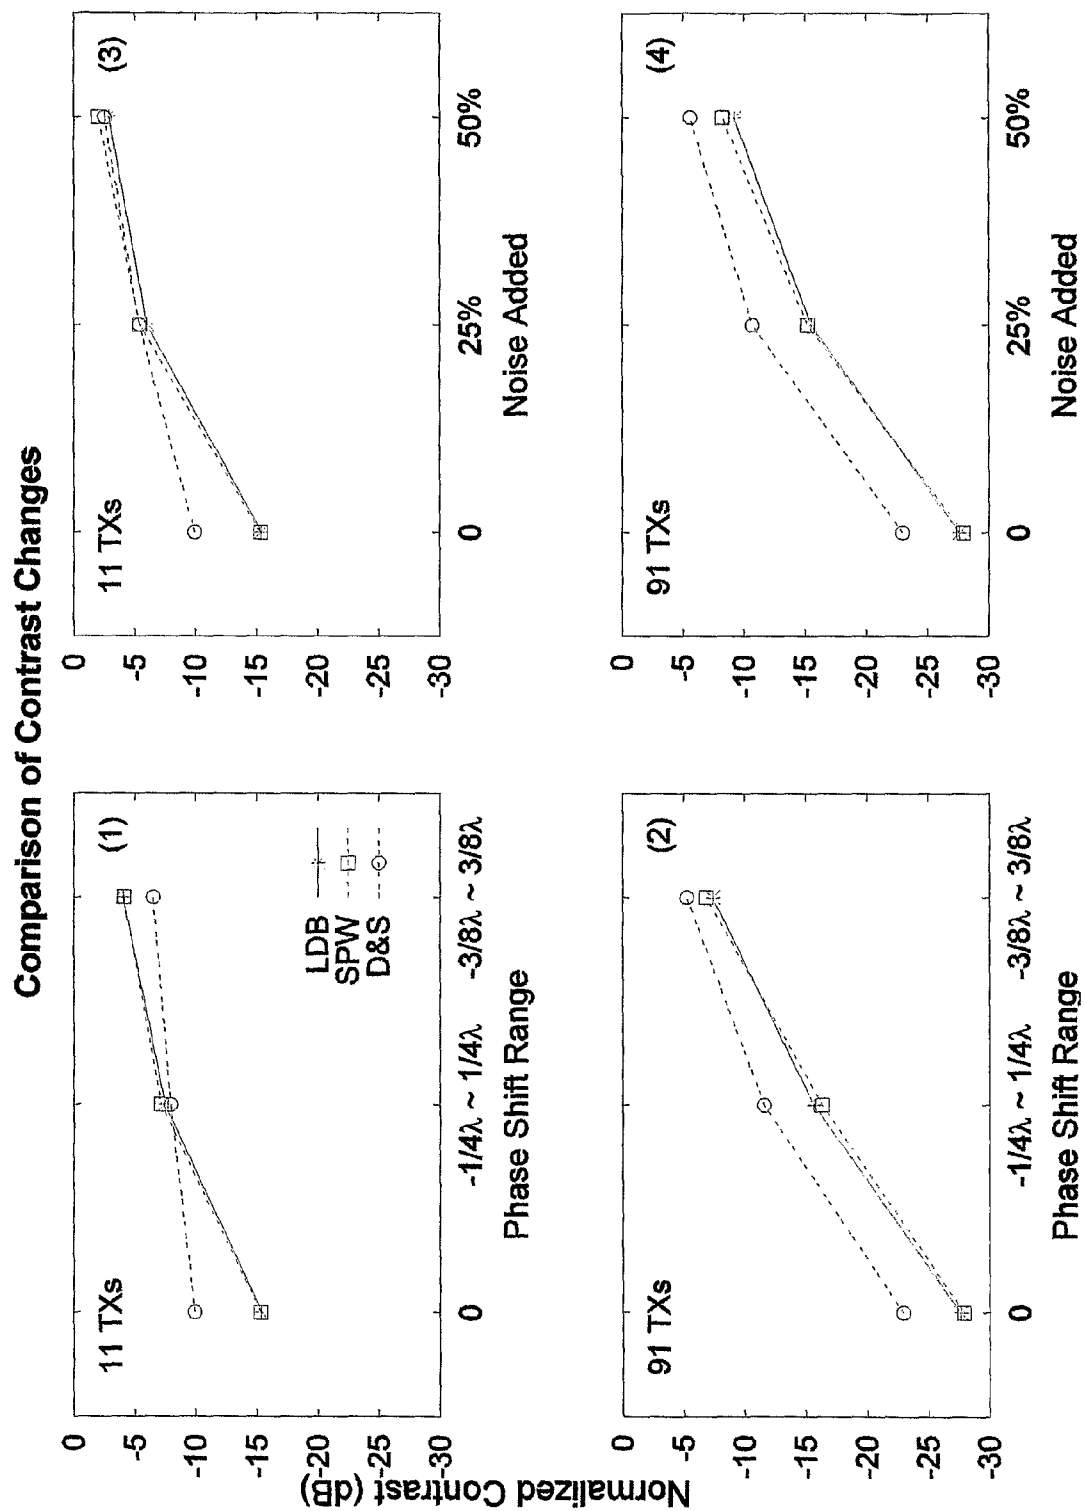 Comparison of Contrast Changes
Normalized Contrast (dB)
0
-5
-10
-15
-20
-25
-30
11 TXs
(1)
LDB
SPW
D&S
0
-1/4λ ~ 1/4λ
-3/8λ ~ 3/8λ
Phase Shift Range
0
-5
-10
-15
-20
-25
-30
11 TXs
(3)
0
25%
50%
Noise Added
0
-5
-10
-15
-20
-25
-30
91 TXs
(2)
0
-1/4λ ~ 1/4λ
-3/8λ ~ 3/8λ
Phase Shift Range
0
-5
-10
-15
-20
-25
-30
91 TXs
(4)
0
25%
50%
Noise Added